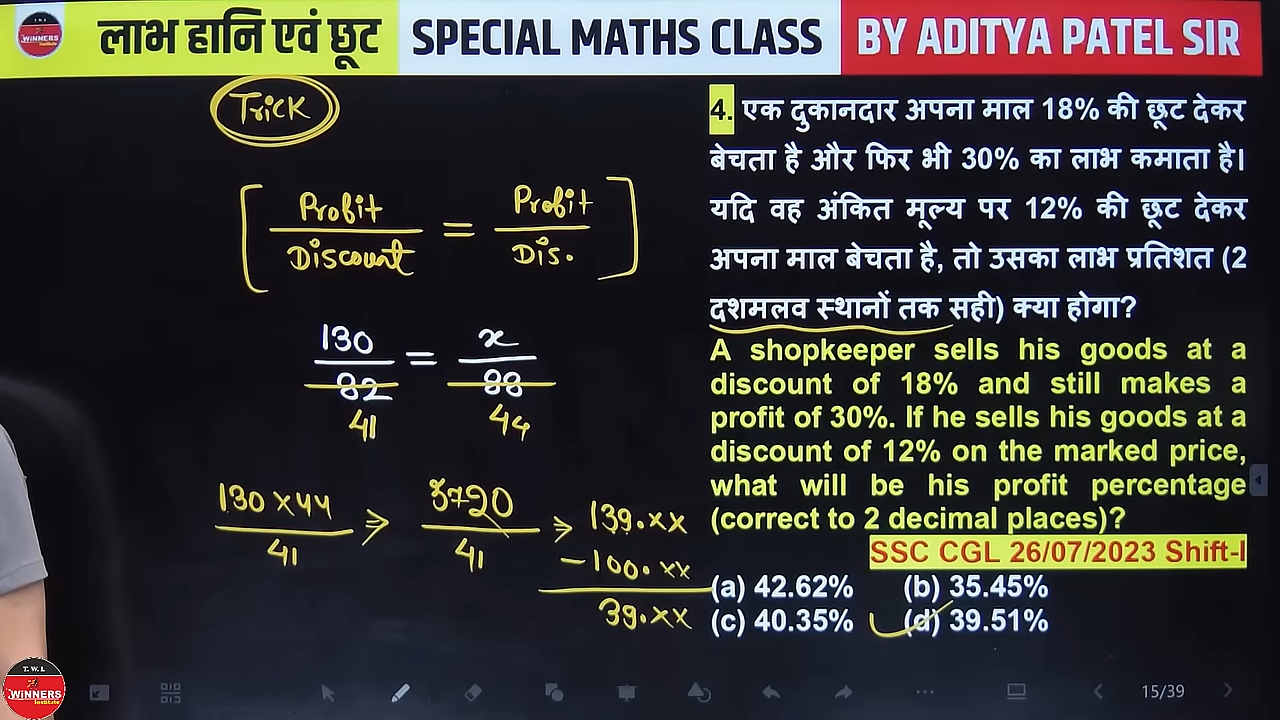 T.W.I
WiNNERS
Institute
लाभ हानि एवं छूट
SPECIAL MATHS CLASS
BY ADITYA PATEL SIR
Trick
Profit / Discount = Profit / Dis.
130 / 82 = x / 88
41 44
130 x 44 / 41 => 5720 / 41 => 139.xx
-100.xx
39.xx
4. एक दुकानदार अपना माल 18% की छूट देकर
बेचता है और फिर भी 30% का लाभ कमाता है।
यदि वह अंकित मूल्य पर 12% की छूट देकर
अपना माल बेचता है, तो उसका लाभ प्रतिशत (2
दशमलव स्थानों तक सही) क्या होगा?
A shopkeeper sells his goods at a
discount of 18% and still makes a
profit of 30%. If he sells his goods at a
discount of 12% on the marked price,
what will be his profit percentage
(correct to 2 decimal places)?
SSC CGL 26/07/2023 Shift-I
(a) 42.62% (b) 35.45%
(c) 40.35% (d) 39.51%
T.W.I
WiNNERS
Institute
15/39